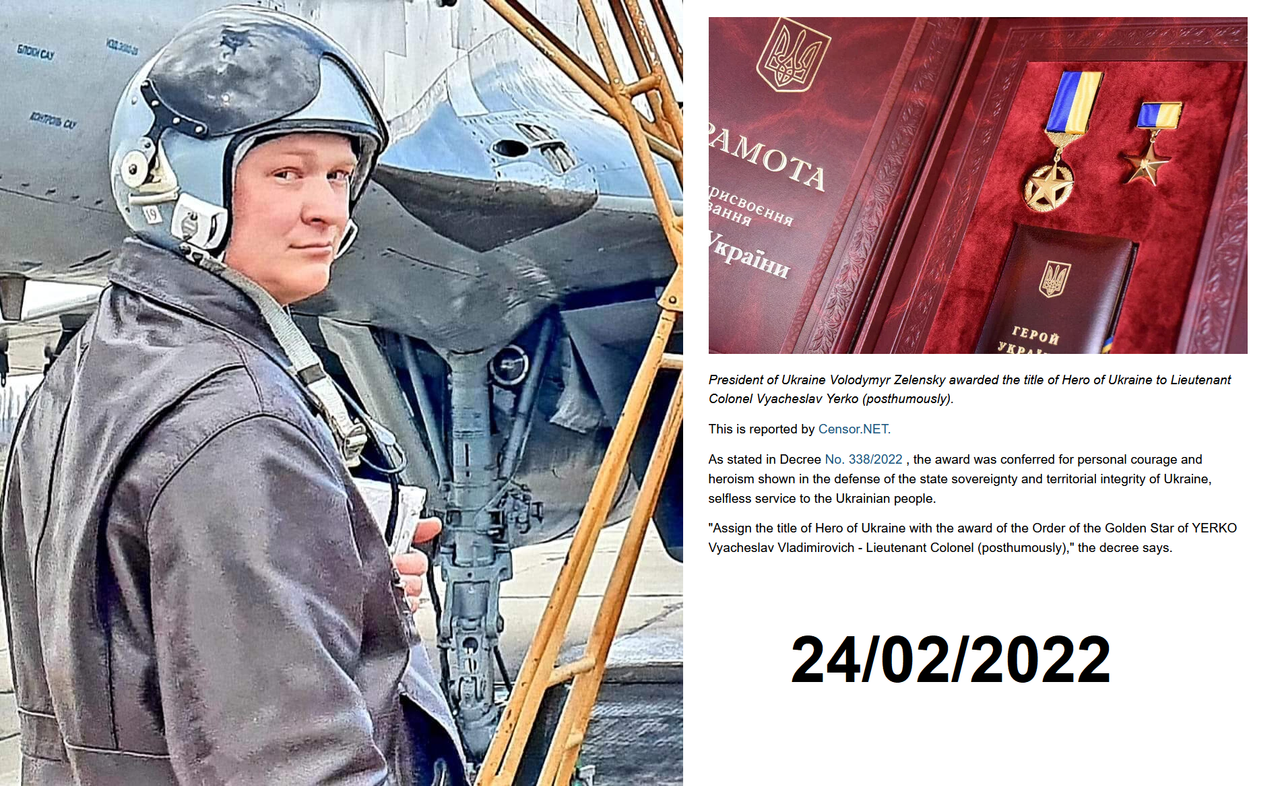 БЛОКИ САУ
КОНТРОЛЬ САУ
19
РАМОТА
присвоєння
вання
України
ГЕРОЙ
President of Ukraine Volodymyr Zelensky awarded the title of Hero of Ukraine to Lieutenant
Colonel Vyacheslav Yerko (posthumously).
This is reported by Censor.NET.
As stated in Decree No. 338/2022 , the award was conferred for personal courage and
heroism shown in the defense of the state sovereignty and territorial integrity of Ukraine,
selfless service to the Ukrainian people.
"Assign the title of Hero of Ukraine with the award of the Order of the Golden Star of YERKO
Vyacheslav Vladimirovich - Lieutenant Colonel (posthumously)," the decree says.
24/02/2022